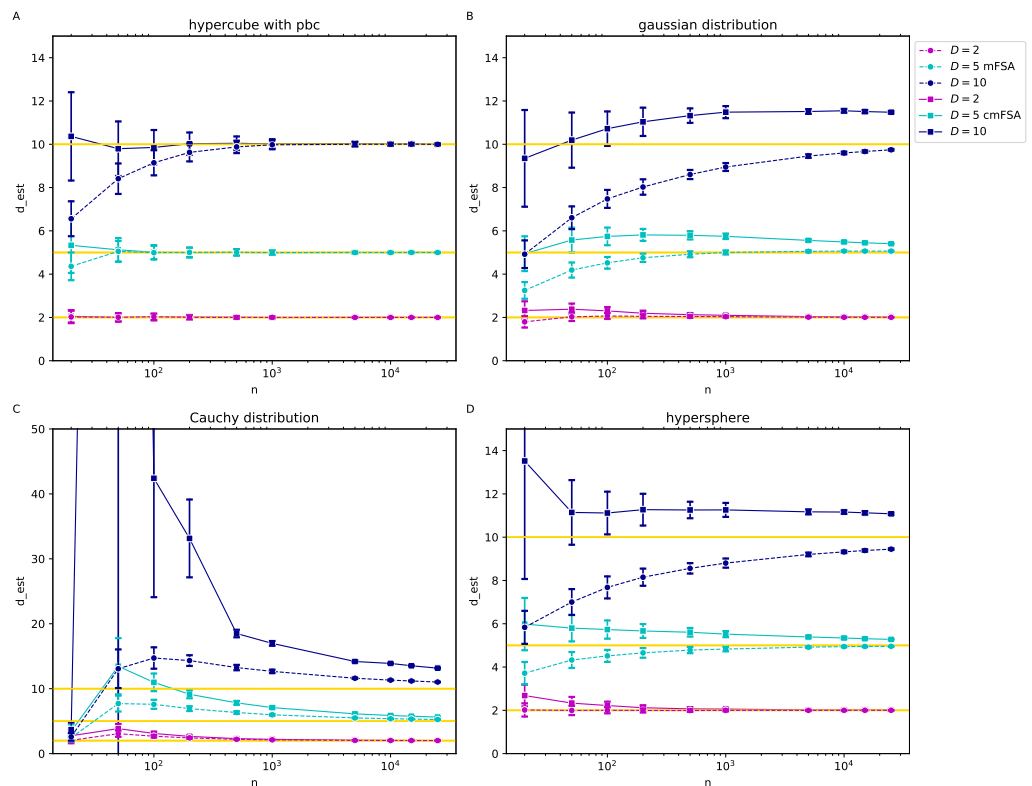 A
hypercube with pbc
14
12
10
8
6
4
2
0
d_est
10²
10³
10⁴
n
B
gaussian distribution
14
12
10
8
6
4
2
0
d_est
10²
10³
10⁴
n
D = 2
D = 5 mFSA
D = 10
D = 2
D = 5 cmFSA
D = 10
C
Cauchy distribution
50
40
30
20
10
0
d_est
10²
10³
10⁴
n
D
hypersphere
14
12
10
8
6
4
2
0
d_est
10²
10³
10⁴
n